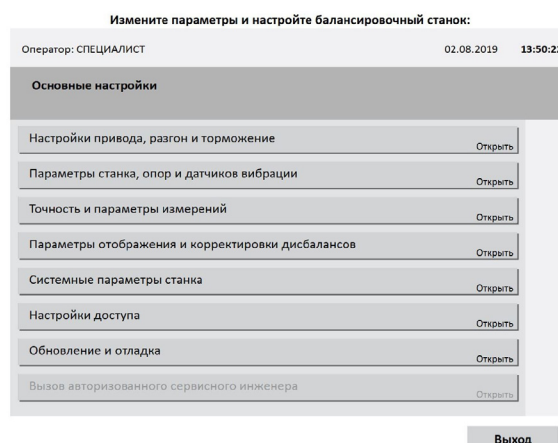 Измените параметры и настройте балансировочный станок:
Оператор: СПЕЦИАЛИСТ 02.08.2019 13:50:22
Основные настройки
Настройки привода, разгон и торможение Открыть
Параметры станка, опор и датчиков вибрации Открыть
Точность и параметры измерений Открыть
Параметры отображения и корректировки дисбалансов Открыть
Системные параметры станка Открыть
Настройки доступа Открыть
Обновление и отладка Открыть
Вызов авторизованного сервисного инженера Открыть
Выход